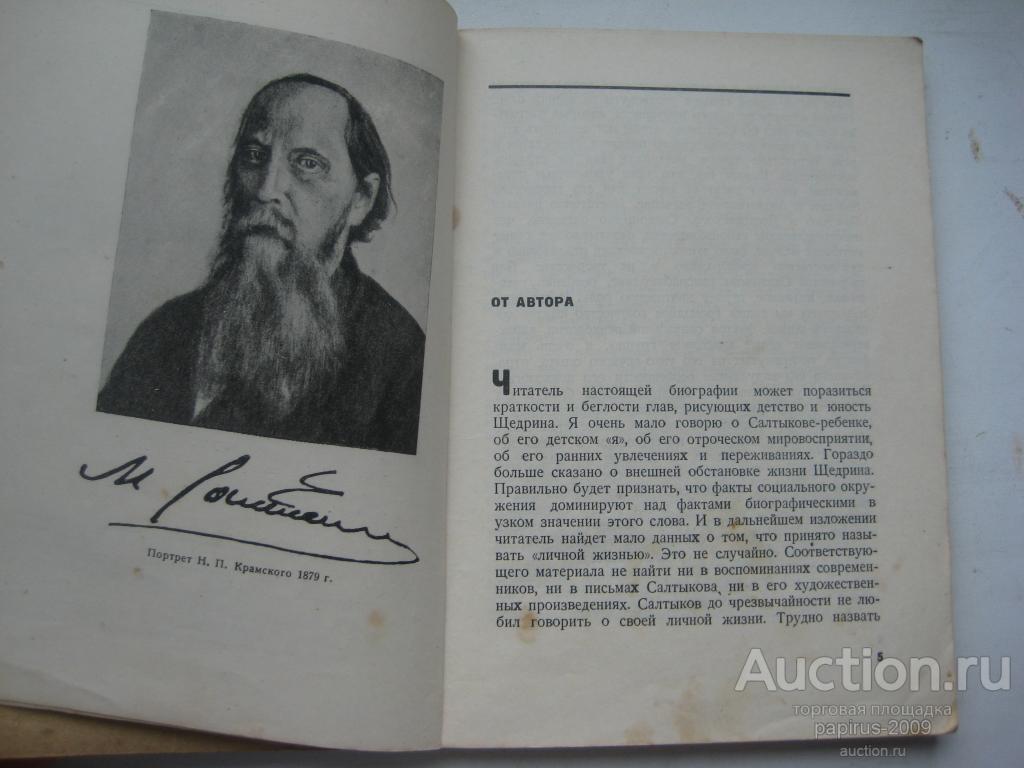 М Салтыков
Портрет Н. П. Крамского 1879 г.
ОТ АВТОРА
Читатель настоящей биографии может поразиться
краткости и беглости глав, рисующих детство и юность
Щедрина. Я очень мало говорю о Салтыкове-ребенке,
об его детском «я», об его отроческом мировосприятии,
об его ранних увлечениях и переживаниях. Гораздо
больше сказано о внешней обстановке жизни Щедрина.
Правильно будет признать, что факты социального окру-
жения доминируют над фактами биографическими в
узком значении этого слова. И в дальнейшем изложении
читатель найдет мало данных о том, что принято назы-
вать «личной жизнью». Это не случайно. Соответствую-
щего материала не найти ни в воспоминаниях современ-
ников, ни в письмах Салтыкова, ни в его художествен-
ных произведениях. Салтыков до чрезвычайности не лю-
бил говорить о своей личной жизни. Трудно назвать
5
Auction.ru
торговая площадка
papirus-2009
auction.ru